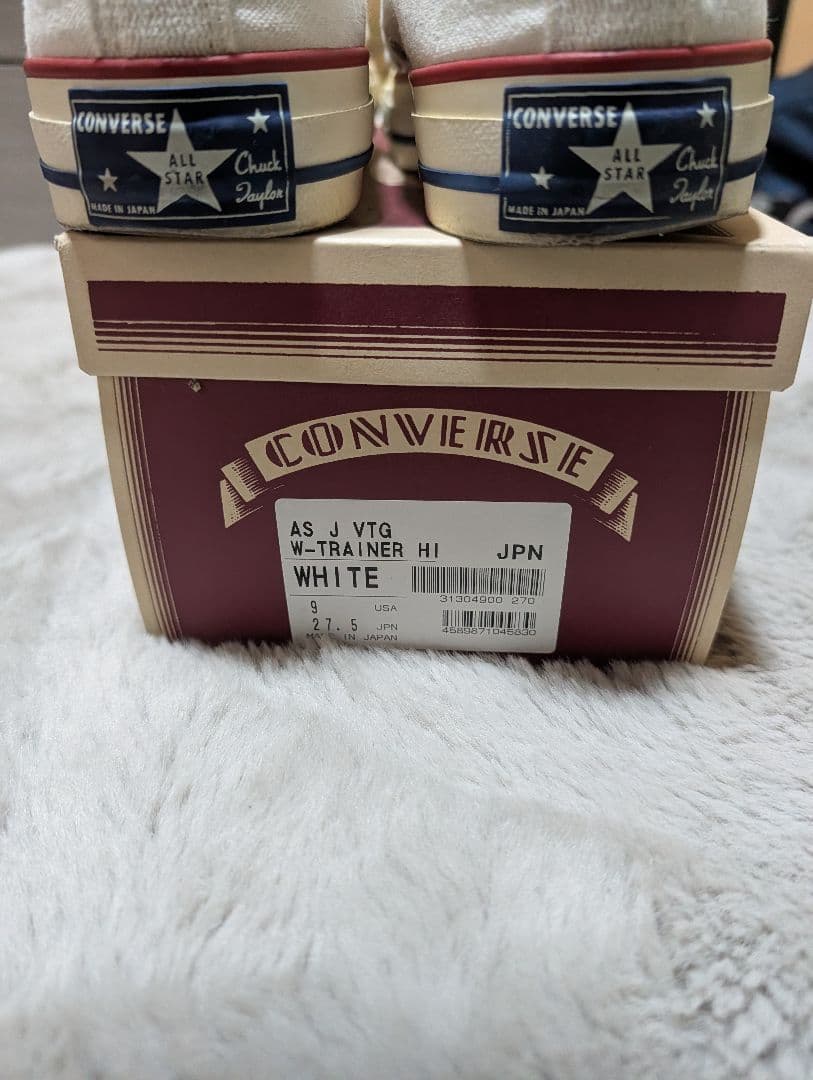 CONVERSE
ALL
STAR
Chuck
Taylor
MADE IN JAPAN
CONVERSE
ALL
STAR
Chuck
Taylor
MADE IN JAPAN
CONVERSE
AS J VTG
W-TRAINER HI JPN
WHITE
31304900 270
9 USA
27.5 JPN
4589871045830
MADE IN JAPAN